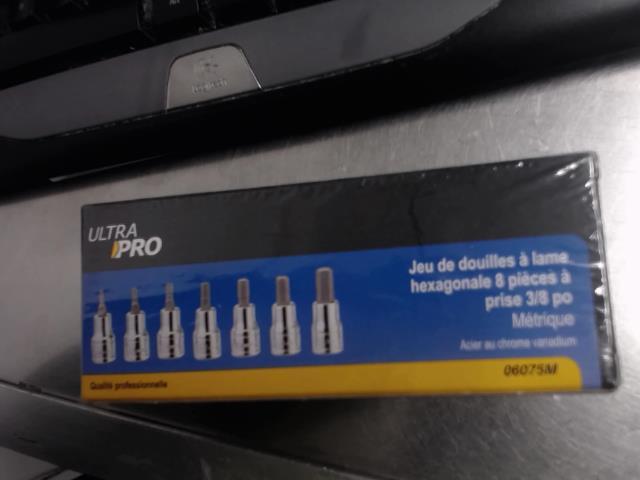 ULTRA
PRO
Jeu de douilles à lame
hexagonale 8 pièces à
prise 3/8 po
Métrique
Acier au chrome vanadium
06075M
Qualité professionnelle